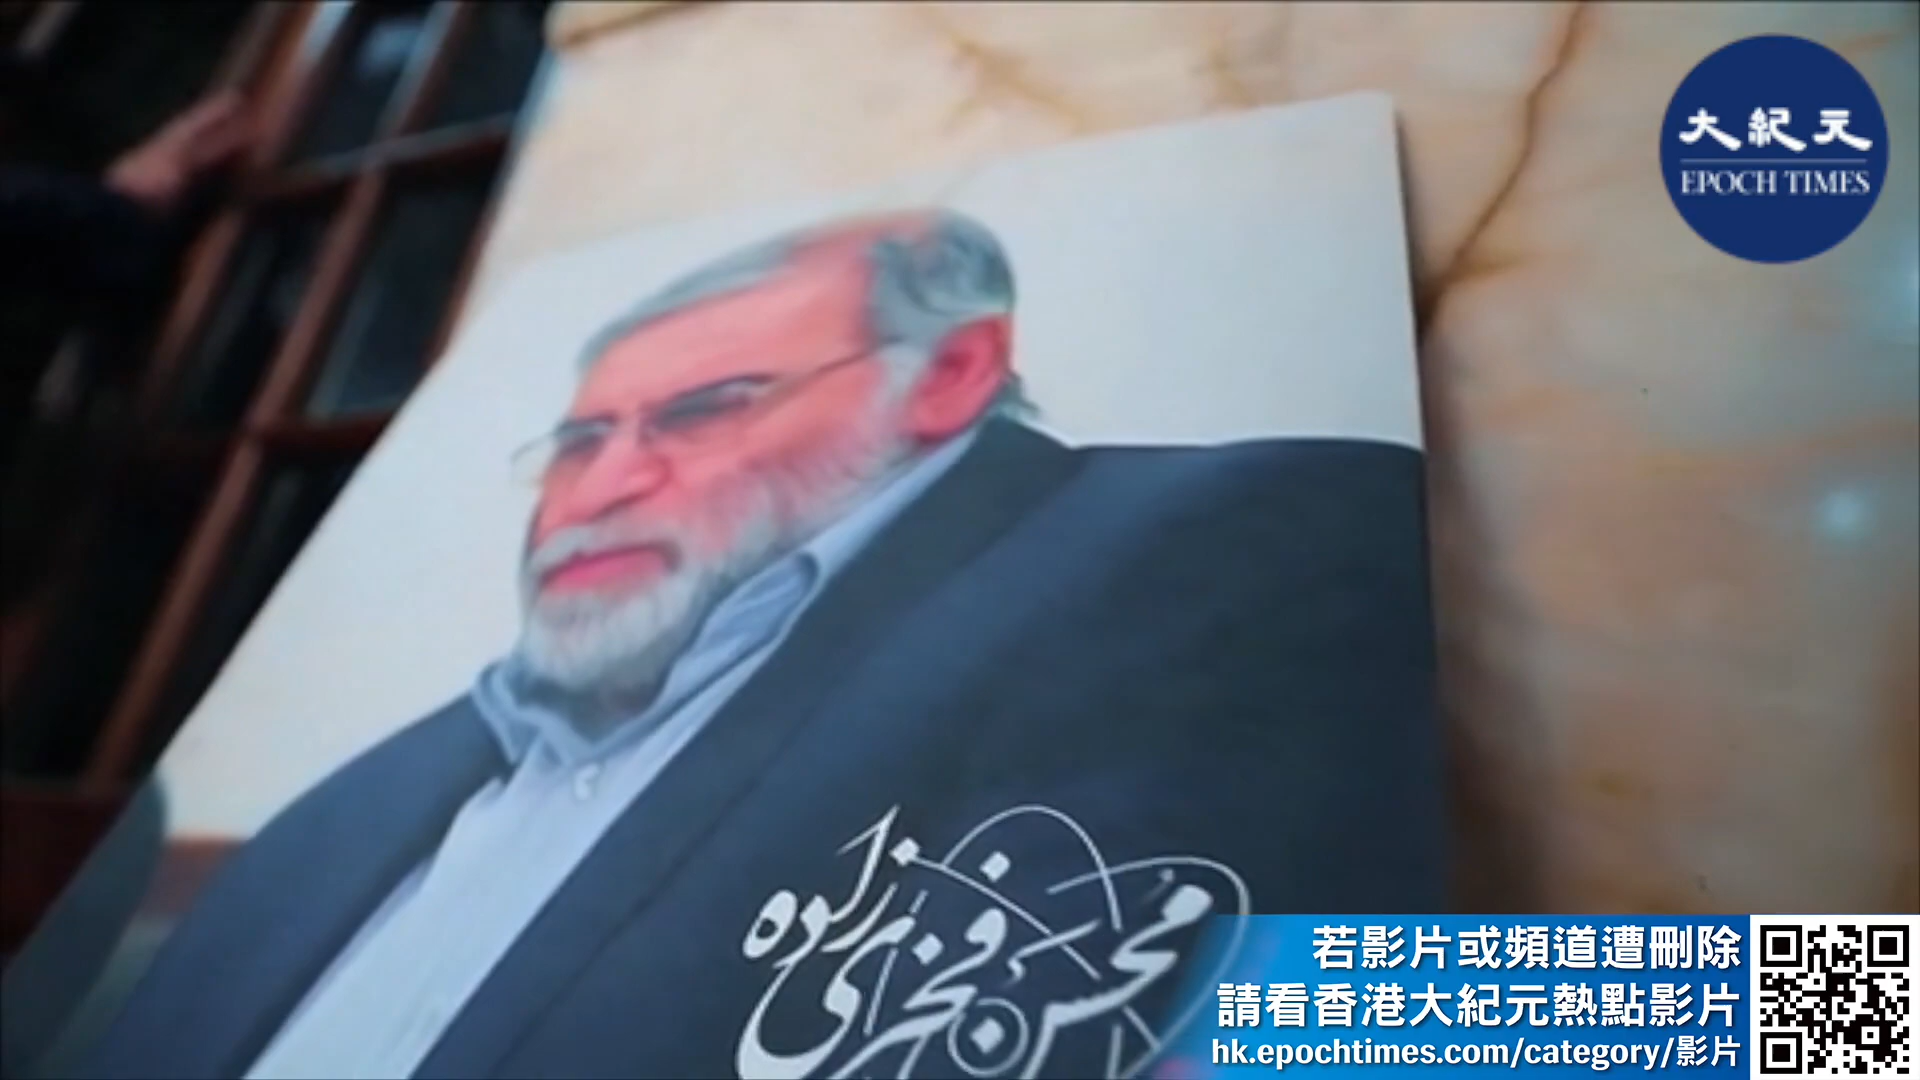 大紀元
EPOCH TIMES
محسن فخری زاده
若影片或頻道遭刪除
請看香港大紀元熱點影片
hk.epochtimes.com/category/影片